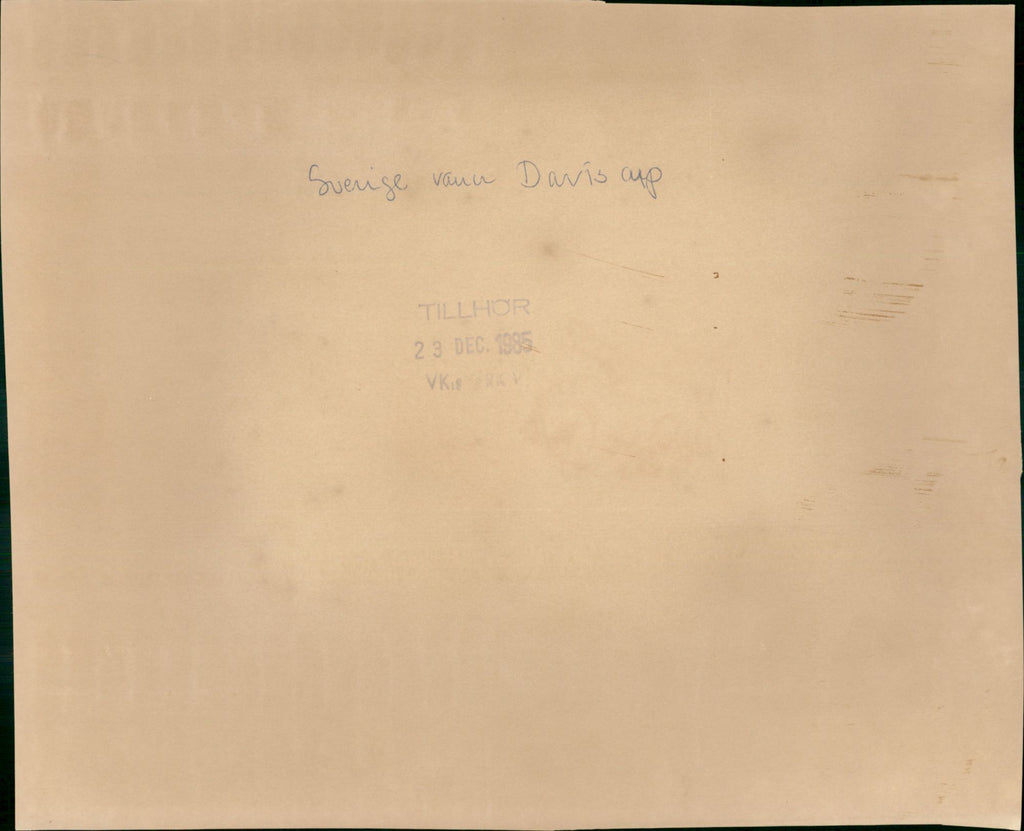 Sverige vann Davis cup
TILLHÖR
23 DEC. 1985